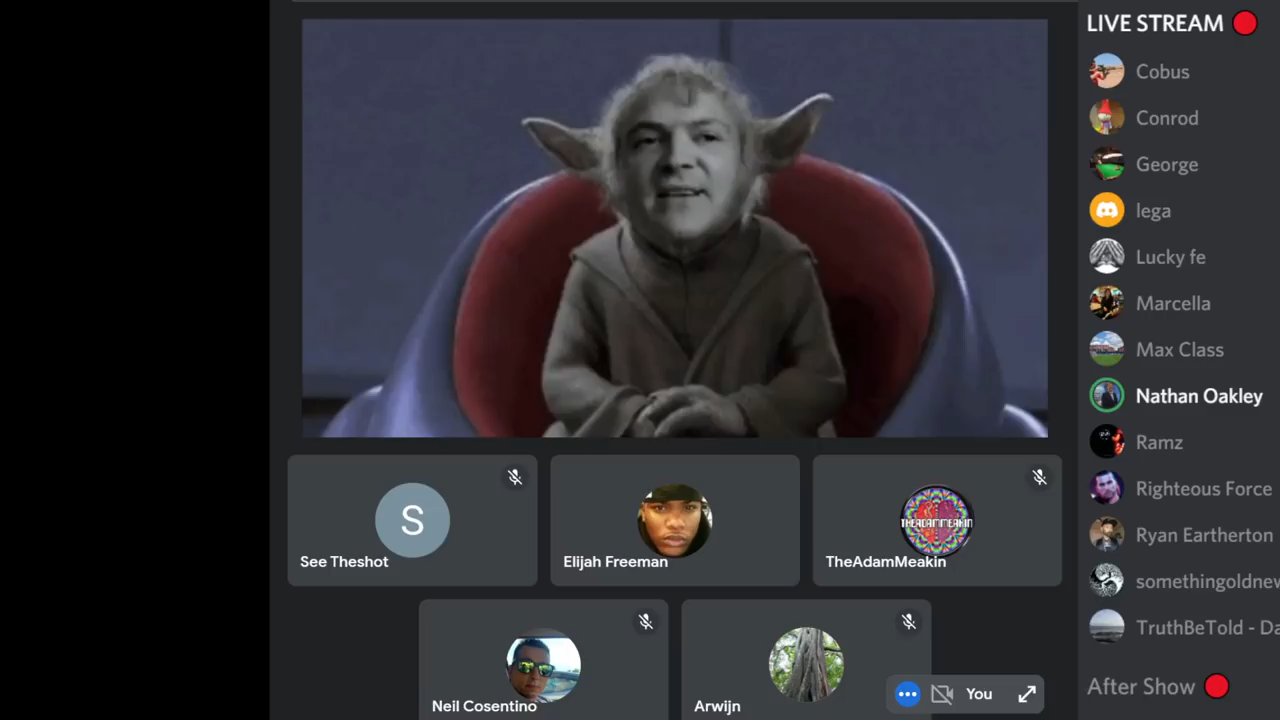 LIVE STREAM
Cobus
Conrod
George
lega
Lucky fe
Marcella
Max Class
Nathan Oakley
Ramz
Righteous Force
Ryan Eartherton
somethingoldnew
TruthBeTold - Da
After Show
S
See Theshot
Elijah Freeman
THEADAMMEAKIN
TheAdamMeakin
Neil Cosentino
Arwijn
You